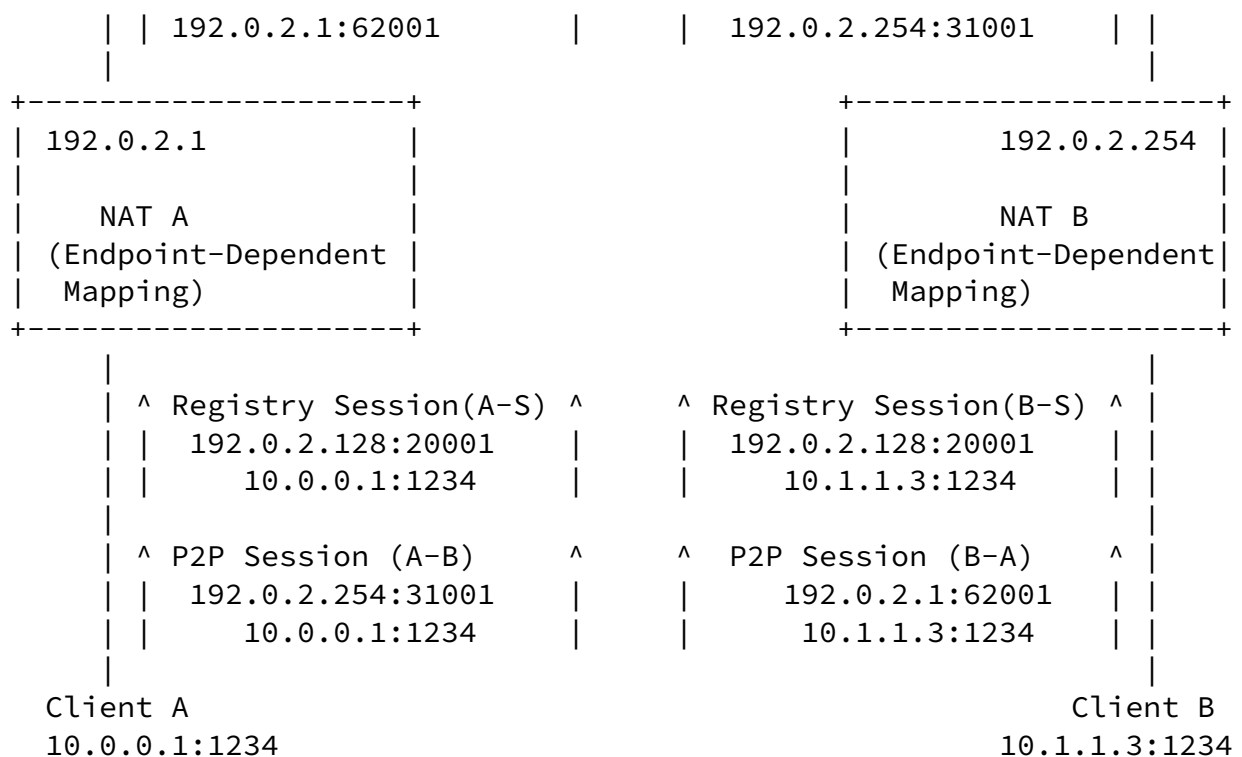 | | 192.0.2.1:62001 | | 192.0.2.254:31001 | |
| |
+---------------------+ +---------------------+
| 192.0.2.1 | | 192.0.2.254 |
| | | |
| NAT A | | NAT B |
| (Endpoint-Dependent | | (Endpoint-Dependent|
| Mapping) | | Mapping) |
+---------------------+ +---------------------+
| |
| ^ Registry Session(A-S) ^ ^ Registry Session(B-S) ^ |
| | 192.0.2.128:20001 | | 192.0.2.128:20001 | |
| | 10.0.0.1:1234 | | 10.1.1.3:1234 | |
| |
| ^ P2P Session (A-B) ^ ^ P2P Session (B-A) ^ |
| | 192.0.2.254:31001 | | 192.0.2.1:62001 | |
| | 10.0.0.1:1234 | | 10.1.1.3:1234 | |
| |
Client A Client B
10.0.0.1:1234 10.1.1.3:1234